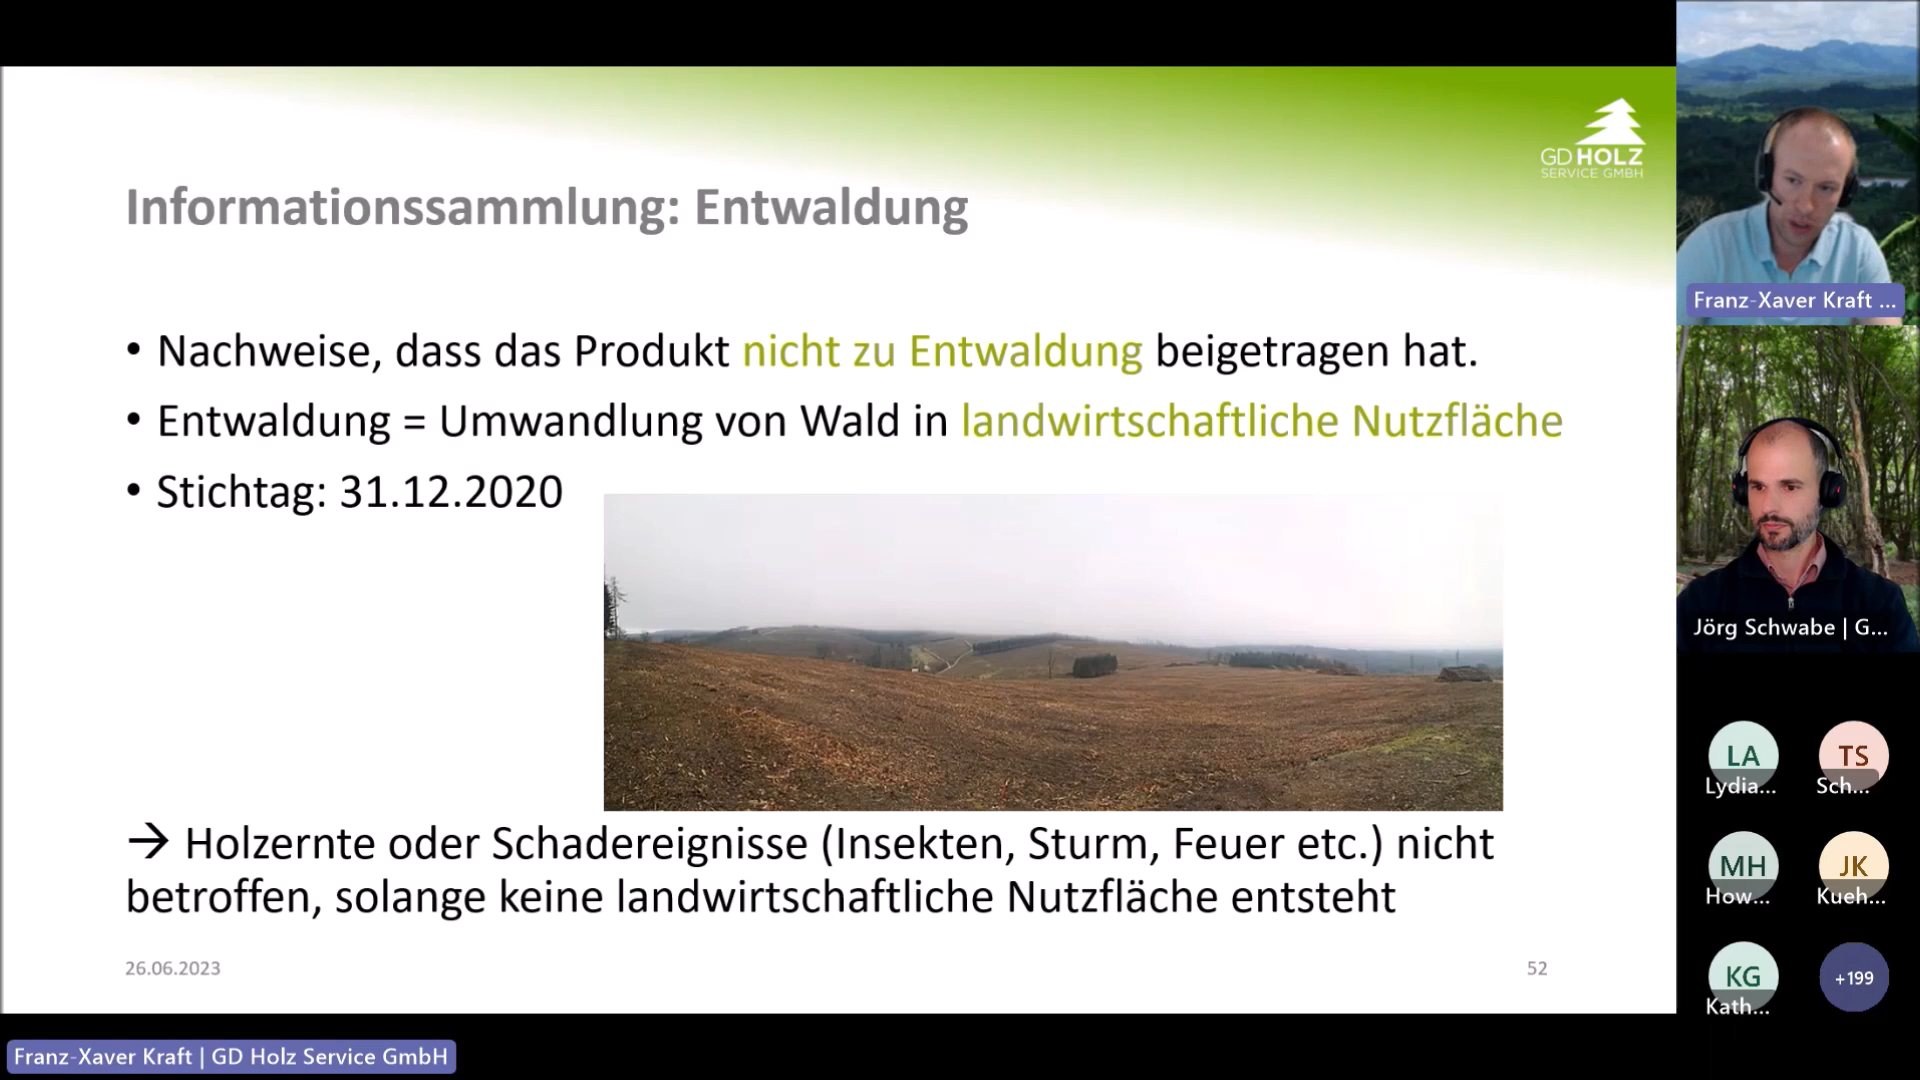 GD HOLZ
SERVICE GMBH
Informationssammlung: Entwaldung
• Nachweise, dass das Produkt nicht zu Entwaldung beigetragen hat.
• Entwaldung = Umwandlung von Wald in landwirtschaftliche Nutzfläche
• Stichtag: 31.12.2020
→ Holzernte oder Schadereignisse (Insekten, Sturm, Feuer etc.) nicht
betroffen, solange keine landwirtschaftliche Nutzfläche entsteht
26.06.2023
52
Franz-Xaver Kraft | GD Holz Service GmbH
Franz-Xaver Kraft ...
Jörg Schwabe | G...
LA
Lydia...
TS
Sch...
MH
How...
JK
Kueh...
KG
Kath...
+199